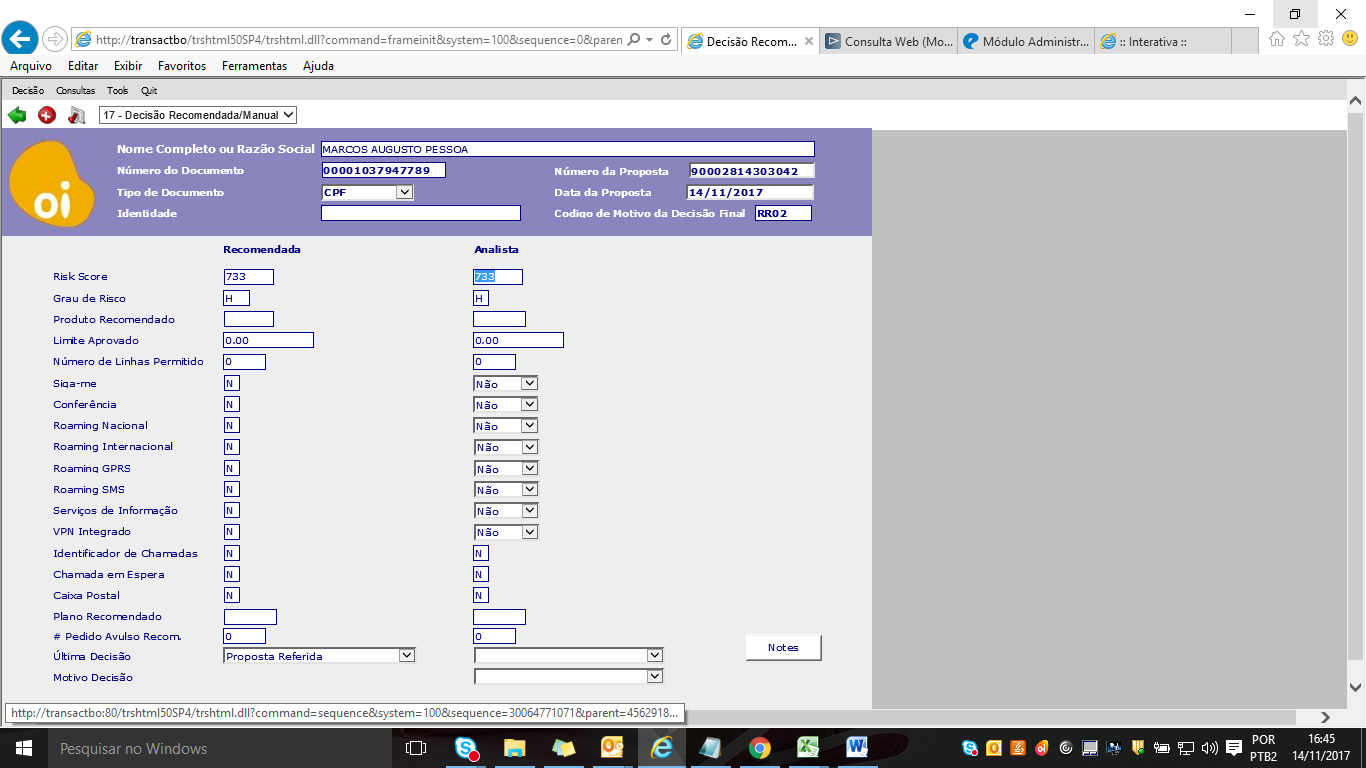 http://transactbo/trshtml50SP4/trshtml.dll?command=frameinit&system=100&sequence=0&paren
Decisão Recom...
Consulta Web (Mo...
Módulo Administr...
:: Interativa ::
Arquivo Editar Exibir Favoritos Ferramentas Ajuda
Decisão Consultas Tools Quit
17 - Decisão Recomendada/Manual
oi
Nome Completo ou Razão Social MARCOS AUGUSTO PESSOA
Número do Documento 00001037947789 Número da Proposta 90002814303042
Tipo de Documento CPF Data da Proposta 14/11/2017
Identidade Codigo de Motivo da Decisão Final RR02
Recomendada Analista
Risk Score 733 733
Grau de Risco H H
Produto Recomendado
Limite Aprovado 0.00 0.00
Número de Linhas Permitido 0 0
Siga-me N Não
Conferência N Não
Roaming Nacional N Não
Roaming Internacional N Não
Roaming GPRS N Não
Roaming SMS N Não
Serviços de Informação N Não
VPN Integrado N Não
Identificador de Chamadas N N
Chamada em Espera N N
Caixa Postal N N
Plano Recomendado
# Pedido Avulso Recom. 0 0
Última Decisão Proposta Referida
Notes
Motivo Decisão
http://transactbo:80/trshtml50SP4/trshtml.dll?command=sequence&system=100&sequence=30064771071&parent=4562918...
Pesquisar no Windows
POR
PTB2
16:45
14/11/2017